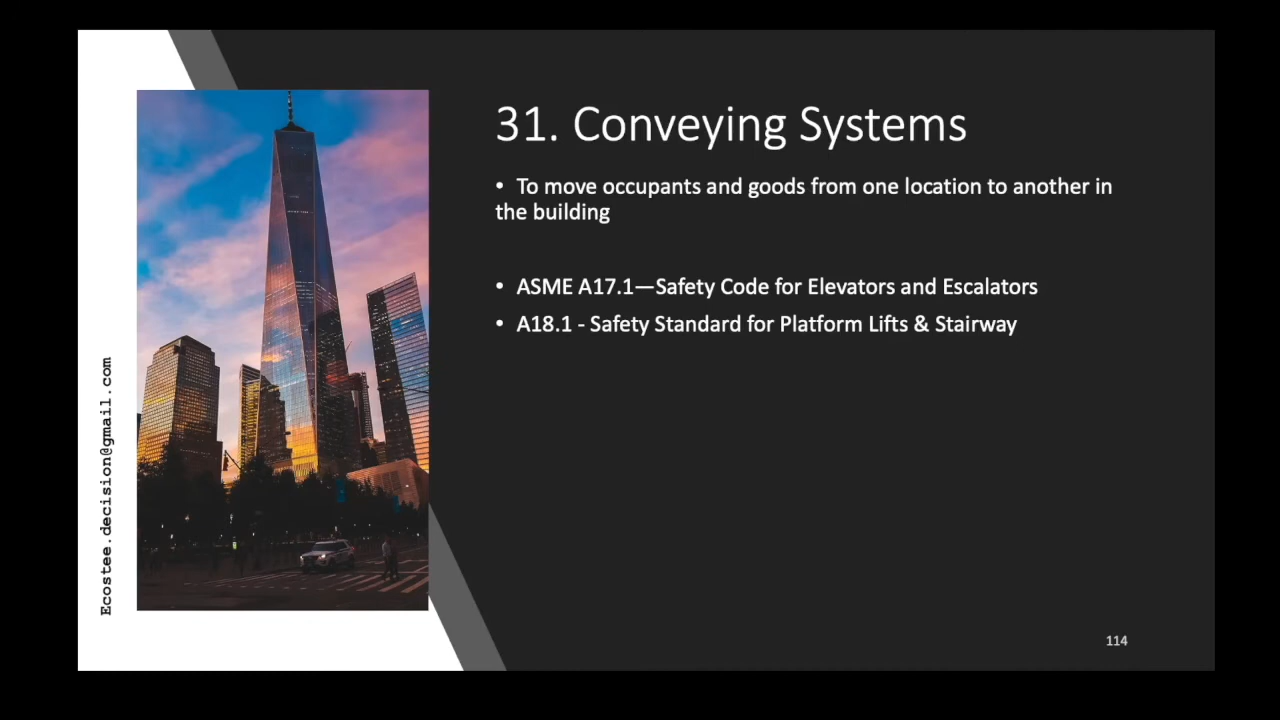 31. Conveying Systems
• To move occupants and goods from one location to another in
the building
• ASME A17.1—Safety Code for Elevators and Escalators
• A18.1 - Safety Standard for Platform Lifts & Stairway
Ecostee.decision@gmail.com
114